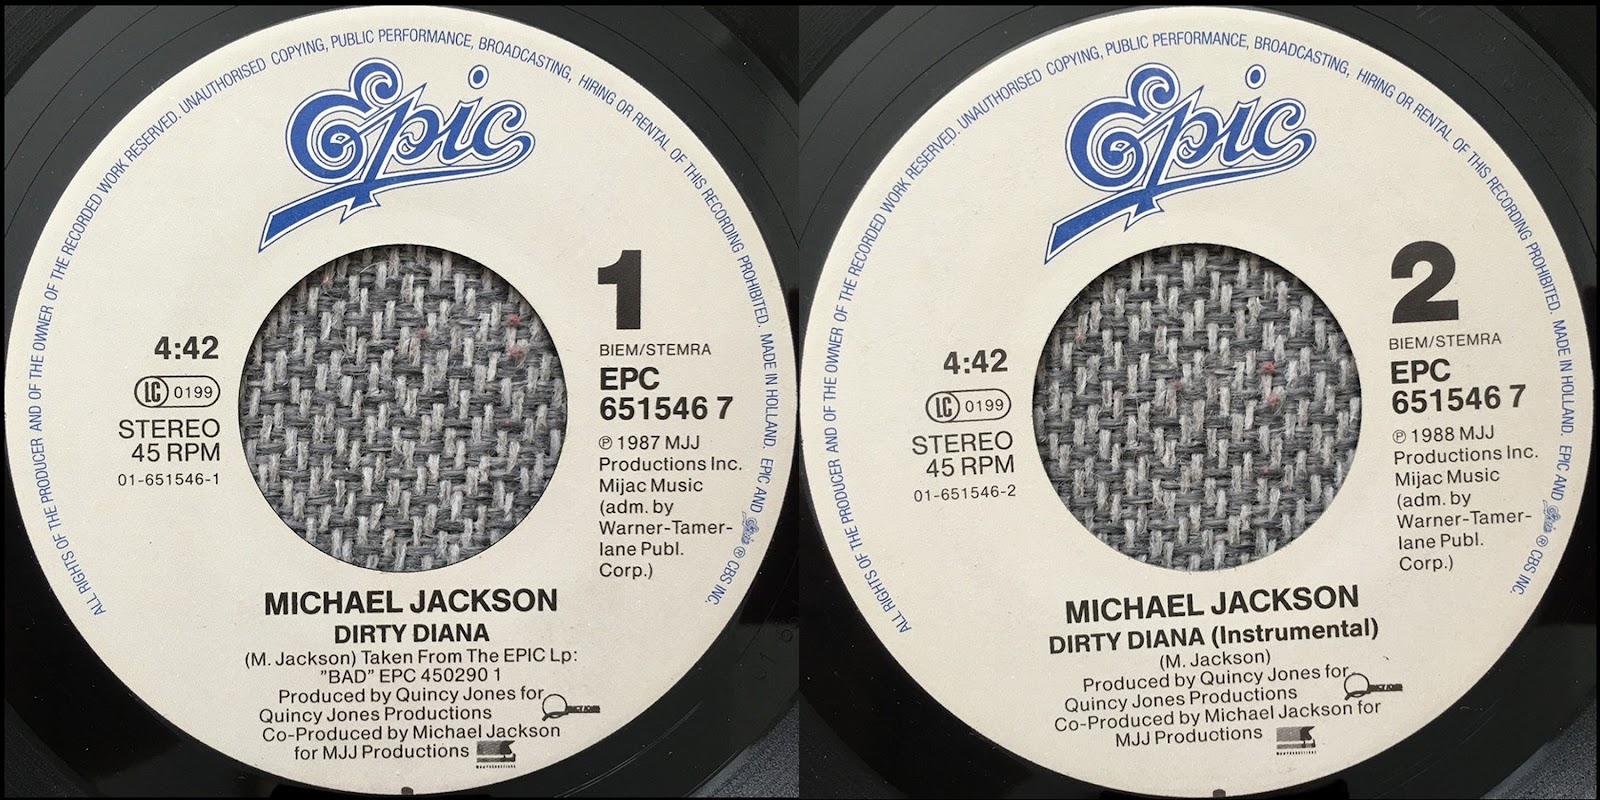 ALL RIGHTS OF THE PRODUCER AND OF THE OWNER OF THE RECORDED WORK RESERVED. UNAUTHORISED COPYING, PUBLIC PERFORMANCE, BROADCASTING, HIRING OR RENTAL OF THIS RECORDING PROHIBITED. MADE IN HOLLAND. EPIC AND Epic ® CBS INC.
Epic
1
4:42
LC 0199
STEREO
45 RPM
01-651546-1
BIEM/STEMRA
EPC
651546 7
℗ 1987 MJJ
Productions Inc.
Mijac Music
(adm. by
Warner-Tamer-
lane Publ.
Corp.)
MICHAEL JACKSON
DIRTY DIANA
(M. Jackson) Taken From The EPIC Lp:
"BAD" EPC 450290 1
Produced by Quincy Jones for
Quincy Jones Productions
Co-Produced by Michael Jackson
for MJJ Productions
ALL RIGHTS OF THE PRODUCER AND OF THE OWNER OF THE RECORDED WORK RESERVED. UNAUTHORISED COPYING, PUBLIC PERFORMANCE, BROADCASTING, HIRING OR RENTAL OF THIS RECORDING PROHIBITED. MADE IN HOLLAND. EPIC AND Epic ® CBS INC.
Epic
2
4:42
LC 0199
STEREO
45 RPM
01-651546-2
BIEM/STEMRA
EPC
651546 7
℗ 1988 MJJ
Productions Inc.
Mijac Music
(adm. by
Warner-Tamer-
lane Publ.
Corp.)
MICHAEL JACKSON
DIRTY DIANA (Instrumental)
(M. Jackson)
Produced by Quincy Jones for
Quincy Jones Productions
Co-Produced by Michael Jackson for
MJJ Productions